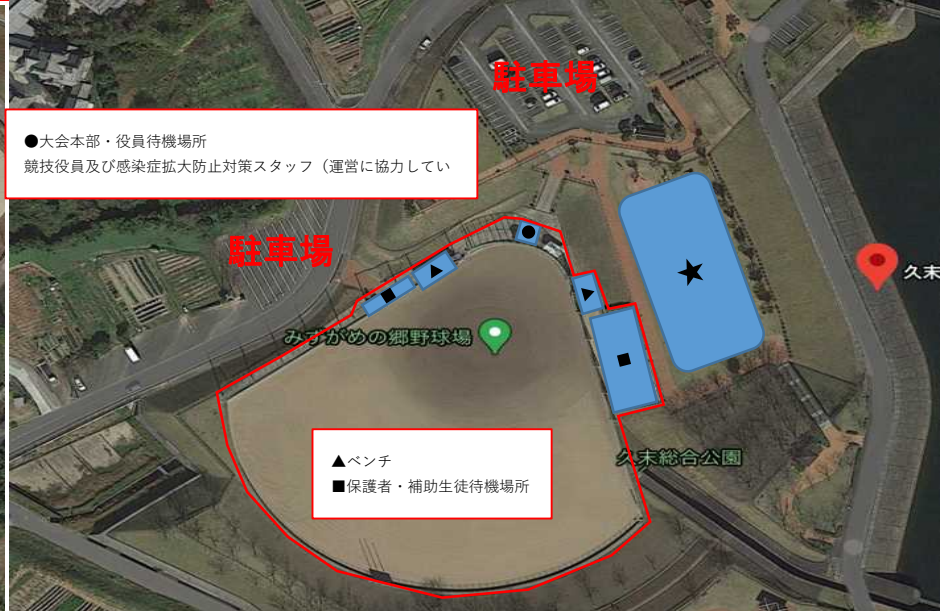 駐車場
●大会本部・役員待機場所
競技役員及び感染症拡大防止対策スタッフ（運営に協力してい
駐車場
みずがめの郷野球場
久末
▲ベンチ
■保護者・補助生徒待機場所
久末総合公園